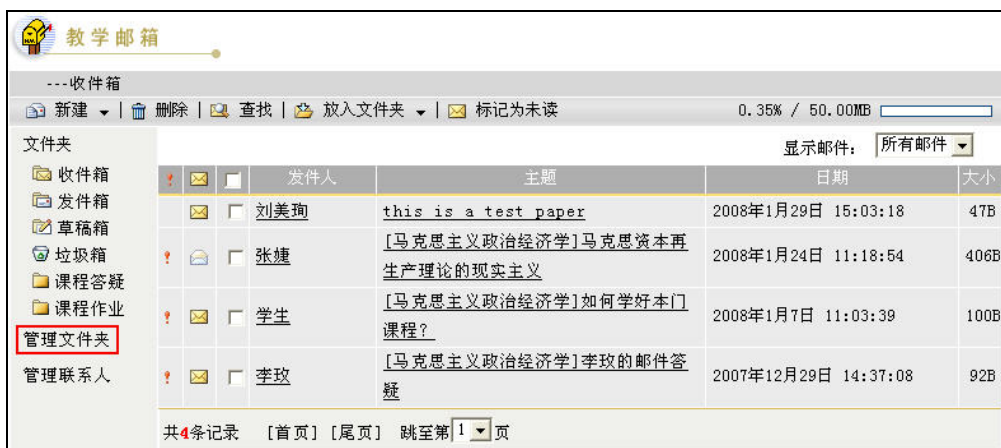 教学邮箱
---收件箱
新建 | 删除 | 查找 | 放入文件夹 | 标记为未读 0.35% / 50.00MB
文件夹
显示邮件： 所有邮件
收件箱
发件箱
草稿箱
垃圾箱
课程答疑
课程作业
管理文件夹
管理联系人
发件人 主题 日期 大小
刘美珣 this is a test paper 2008年1月29日 15:03:18 47B
张婕 [马克思主义政治经济学]马克思资本再
生产理论的现实主义 2008年1月24日 11:18:54 406B
学生 [马克思主义政治经济学]如何学好本门
课程？ 2008年1月7日 11:03:39 100B
李玫 [马克思主义政治经济学]李玫的邮件答
疑 2007年12月29日 14:37:08 92B
共4条记录 [首页] [尾页] 跳至第 1 页